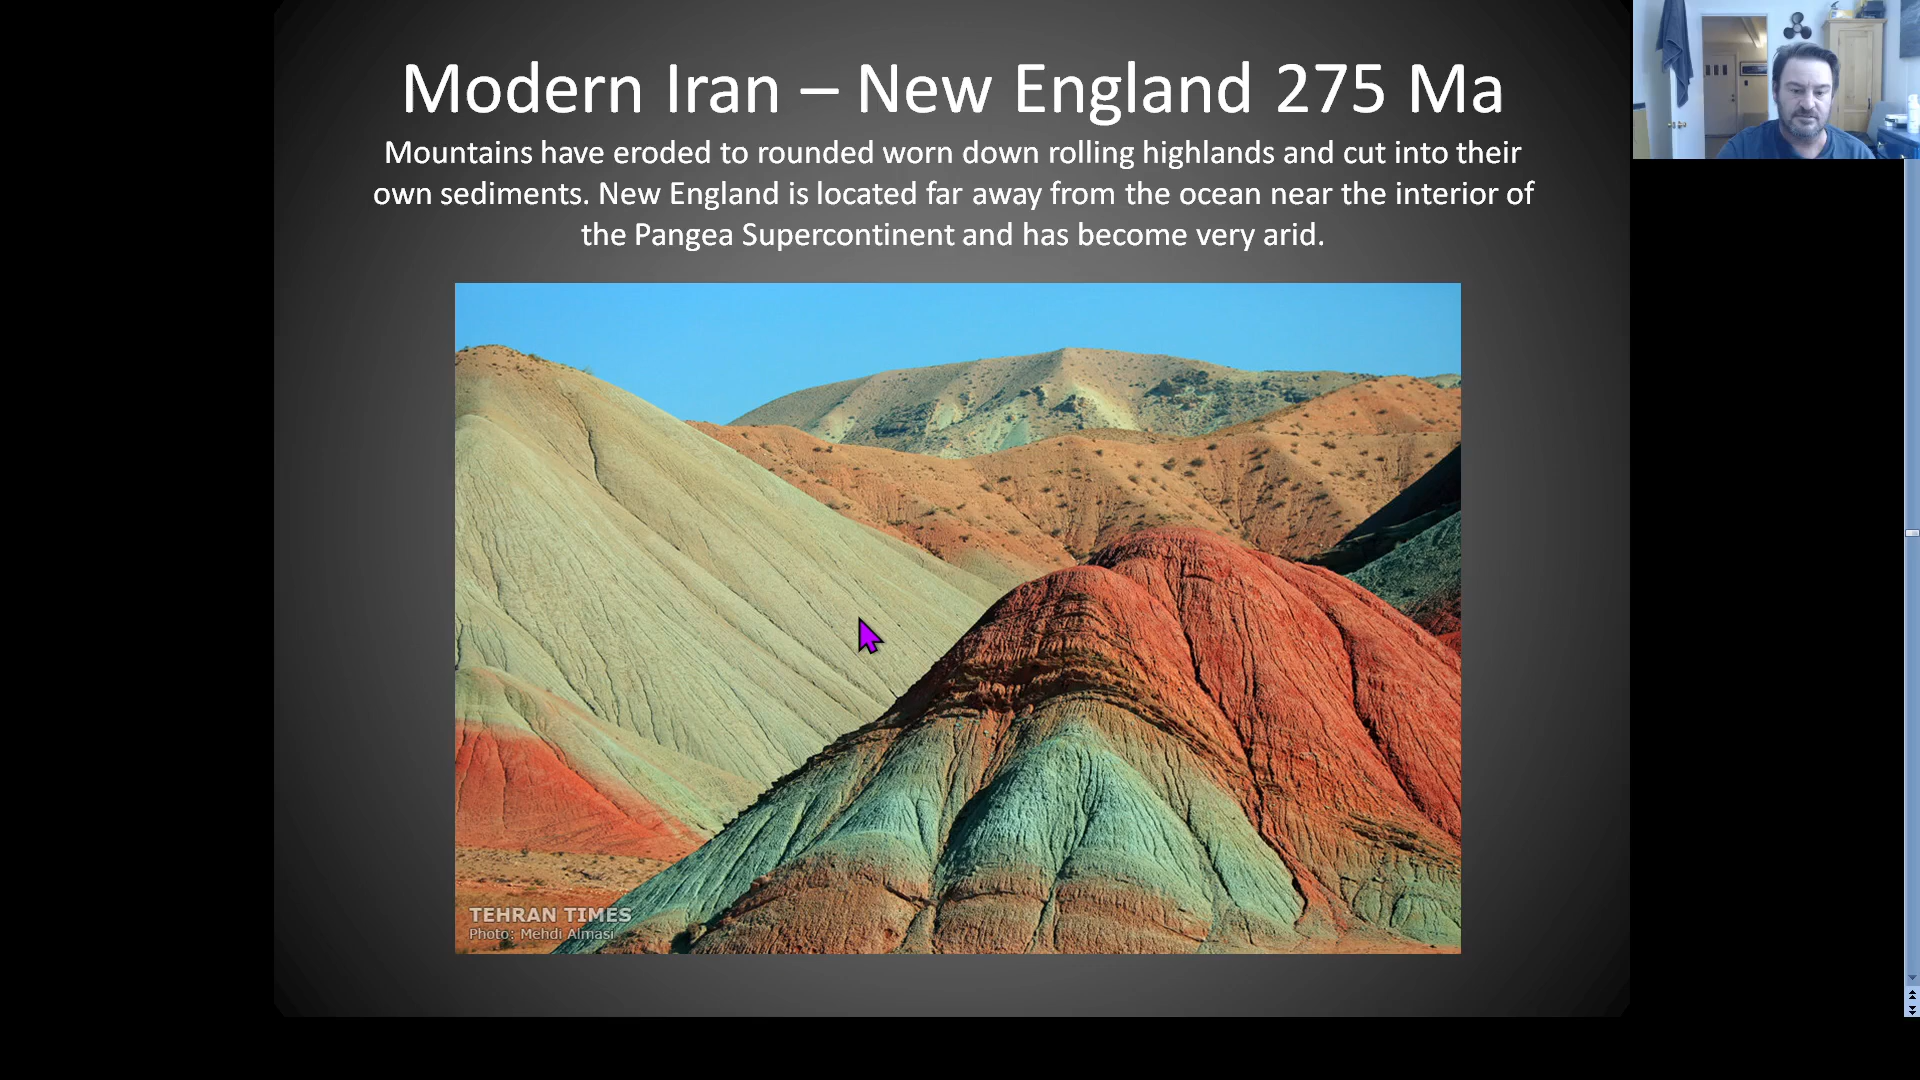 Modern Iran – New England 275 Ma
Mountains have eroded to rounded worn down rolling highlands and cut into their
own sediments. New England is located far away from the ocean near the interior of
the Pangea Supercontinent and has become very arid.
TEHRAN TIMES
Photo: Mehdi Almasi